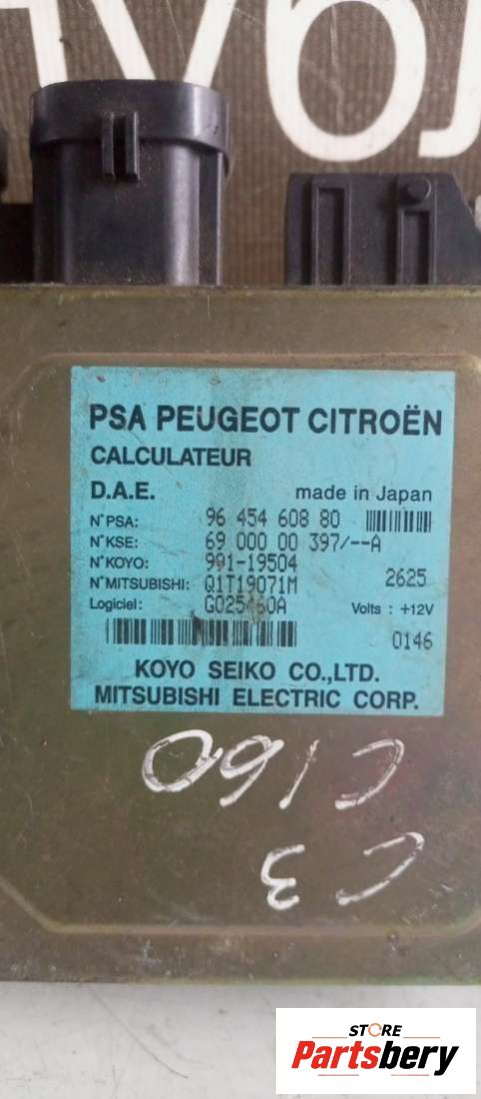 PSA PEUGEOT CITROËN
CALCULATEUR
D.A.E. made in Japan
N°PSA: 96 454 608 80
N°KSE: 69 000 00 397/--A
N°KOYO: 991-19504
N°MITSUBISHI: Q1T19071M 2625
Logiciel: G025460A Volts : +12V
0146
KOYO SEIKO CO.,LTD.
MITSUBISHI ELECTRIC CORP.
C160
C3
STORE
Partsbery